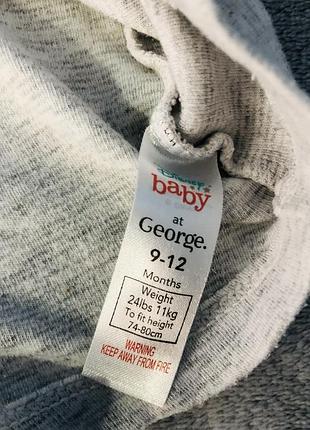 Disney
baby
at
George.
9-12
Months
Weight
24lbs 11kg
To fit height
74-80cm
WARNING
KEEP AWAY FROM FIRE